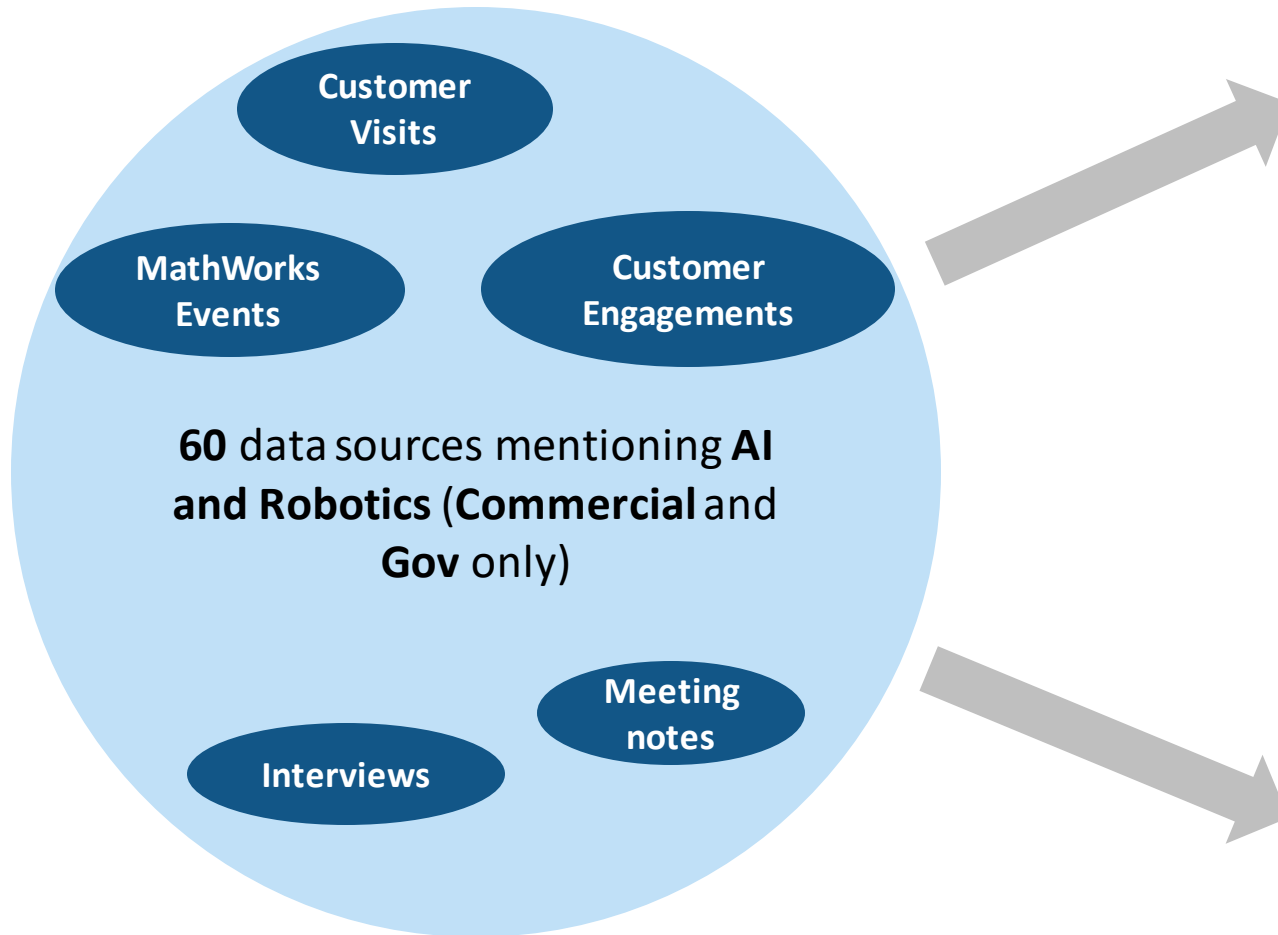 Customer
Visits
MathWorks
Events
Customer
Engagements
60 data sources mentioning AI
and Robotics (Commercial and
Gov only)
Meeting
notes
Interviews